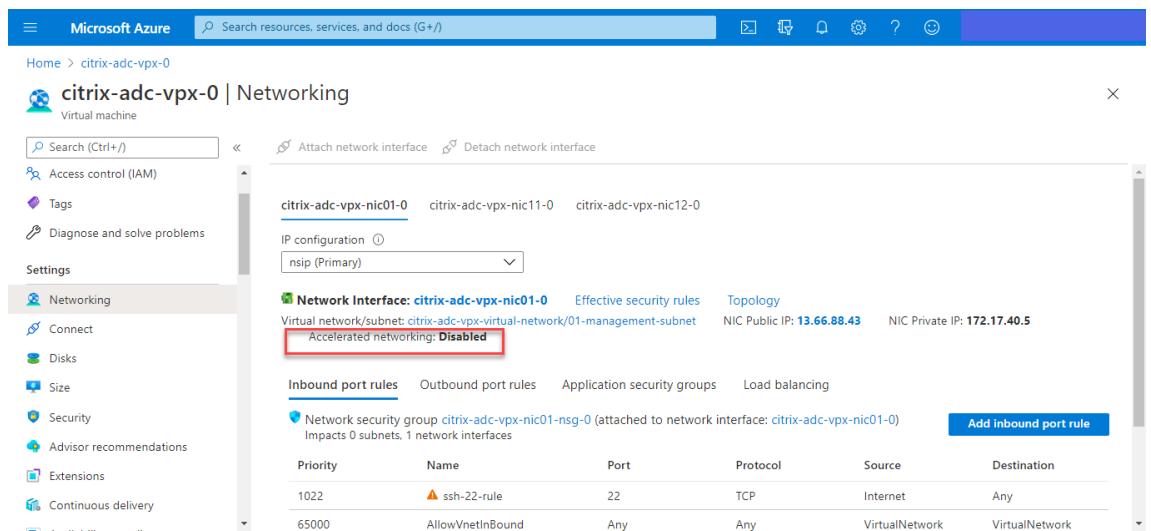 Microsoft Azure
Search resources, services, and docs (G+/)
Home > citrix-adc-vpx-0
citrix-adc-vpx-0 | Networking
Virtual machine
Search (Ctrl+/)
«
Attach network interface
Detach network interface
Access control (IAM)
Tags
Diagnose and solve problems
Settings
Networking
Connect
Disks
Size
Security
Advisor recommendations
Extensions
Continuous delivery
citrix-adc-vpx-nic01-0
citrix-adc-vpx-nic11-0
citrix-adc-vpx-nic12-0
IP configuration
nsip (Primary)
Network Interface: citrix-adc-vpx-nic01-0 Effective security rules Topology
Virtual network/subnet: citrix-adc-vpx-virtual-network/01-management-subnet NIC Public IP: 13.66.88.43 NIC Private IP: 172.17.40.5
Accelerated networking: Disabled
Inbound port rules Outbound port rules Application security groups Load balancing
Network security group citrix-adc-vpx-nic01-nsg-0 (attached to network interface: citrix-adc-vpx-nic01-0)
Impacts 0 subnets, 1 network interfaces
Add inbound port rule
Priority Name Port Protocol Source Destination
1022 ssh-22-rule 22 TCP Internet Any
65000 AllowVnetInBound Any Any VirtualNetwork VirtualNetwork